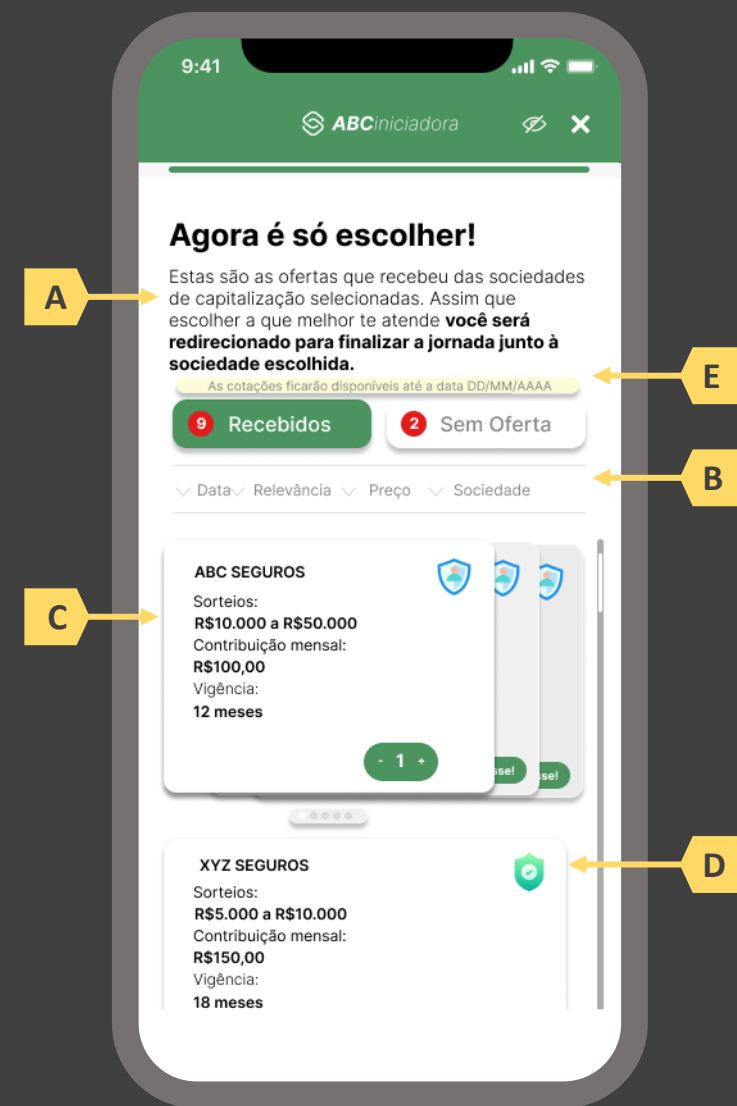 9:41
ABCiniciadora
Agora é só escolher!
Estas são as ofertas que recebeu das sociedades
de capitalização selecionadas. Assim que
escolher a que melhor te atende você será
redirecionado para finalizar a jornada junto à
sociedade escolhida.
As cotações ficarão disponíveis até a data DD/MM/AAAA
9 Recebidos 2 Sem Oferta
Data Relevância Preço Sociedade
ABC SEGUROS
Sorteios:
R$10.000 a R$50.000
Contribuição mensal:
R$100,00
Vigência:
12 meses
- 1 +
sse! sse!
XYZ SEGUROS
Sorteios:
R$5.000 a R$10.000
Contribuição mensal:
R$150,00
Vigência:
18 meses
A
E
B
C
D